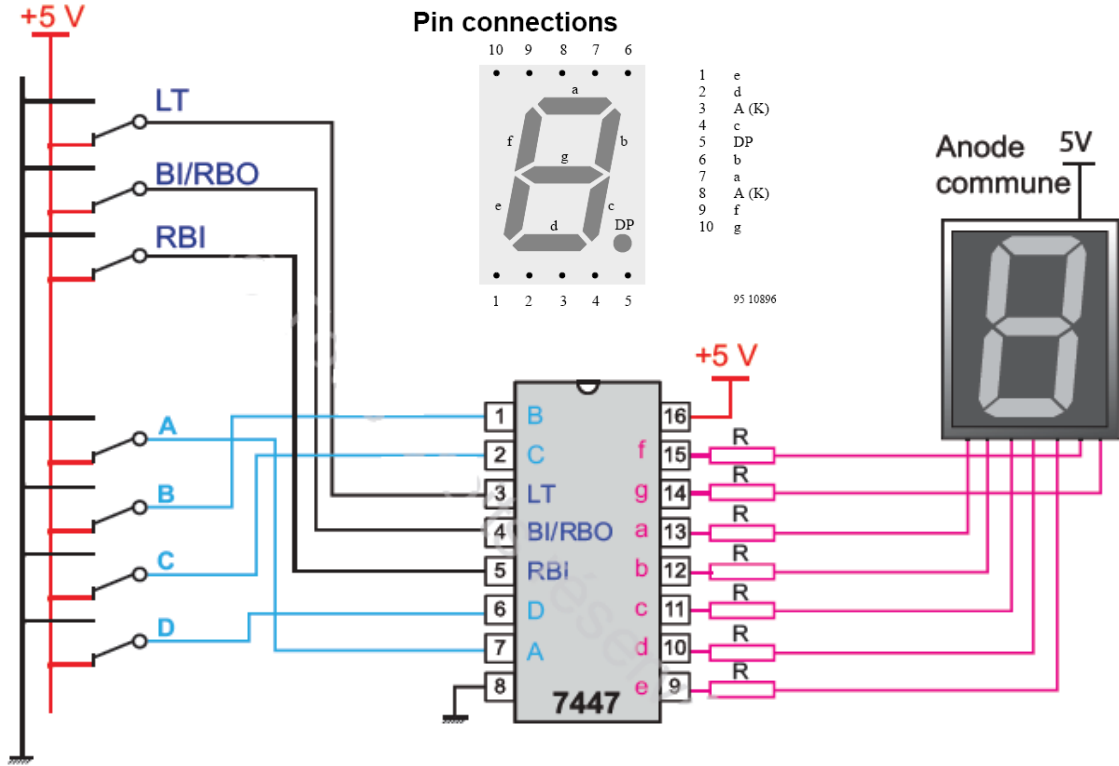 +5 V
Pin connections
10 9 8 7 6
a
f b
g
e c
d DP
1 2 3 4 5
1 e
2 d
3 A (K)
4 c
5 DP
6 b
7 a
8 A (K)
9 f
10 g
95 10896
LT
BI/RBO
RBI
A
B
C
D
Anode 5V
commune
+5 V
1 B 16
2 C f 15 R
3 LT g 14 R
4 BI/RBO a 13 R
5 RBI b 12 R
6 D c 11 R
7 A d 10 R
8 e 9 R
7447